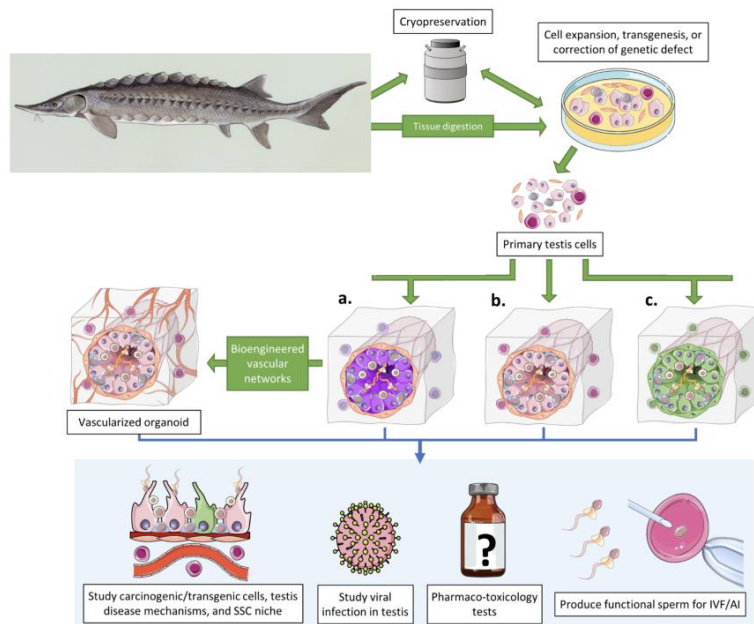 Cryopreservation
Cell expansion, transgenesis, or
correction of genetic defect
Tissue digestion
Primary testis cells
a.
b.
c.
Bioengineered
vascular
networks
Vascularized organoid
?
Study carcinogenic/transgenic cells, testis
disease mechanisms, and SSC niche
Study viral
infection in testis
Pharmaco-toxicology
tests
Produce functional sperm for IVF/AI